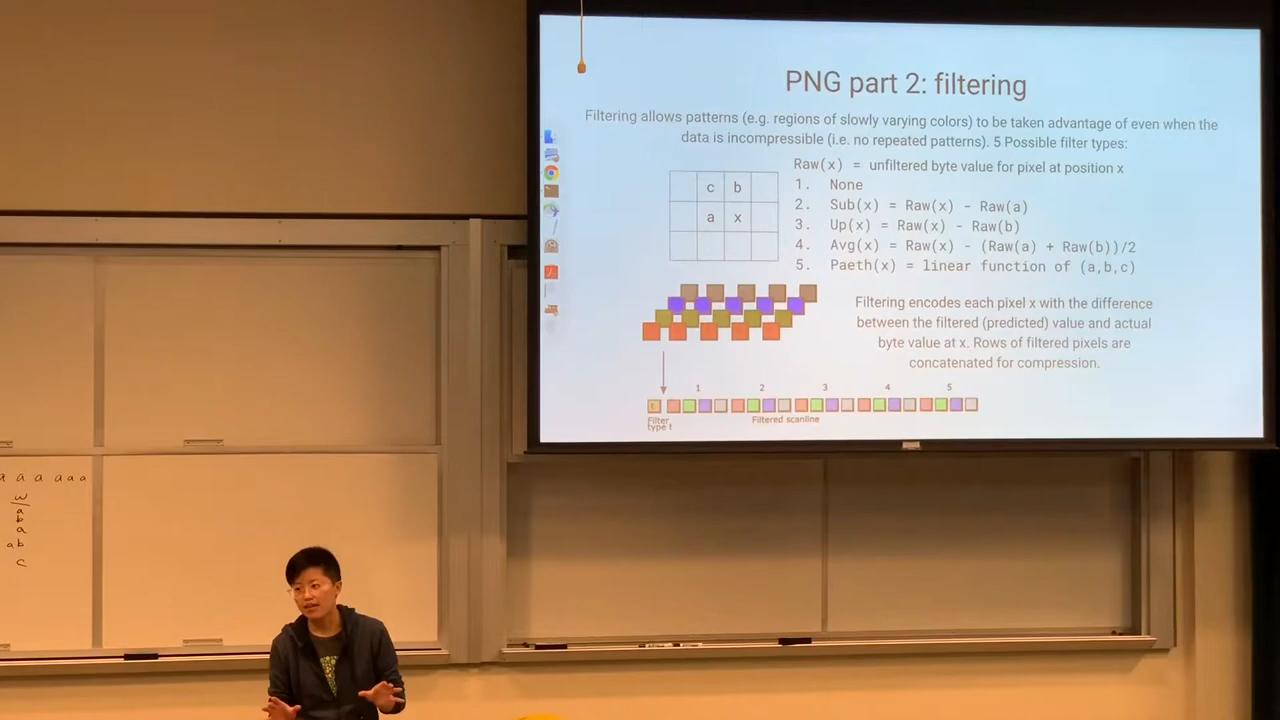 PNG part 2: filtering
Filtering allows patterns (e.g. regions of slowly varying colors) to be taken advantage of even when the
data is incompressible (i.e. no repeated patterns). 5 Possible filter types:
Raw(x) = unfiltered byte value for pixel at position x
c b
a x
1. None
2. Sub(x) = Raw(x) - Raw(a)
3. Up(x) = Raw(x) - Raw(b)
4. Avg(x) = Raw(x) - (Raw(a) + Raw(b))/2
5. Paeth(x) = linear function of (a,b,c)
Filtering encodes each pixel x with the difference
between the filtered (predicted) value and actual
byte value at x. Rows of filtered pixels are
concatenated for compression.
1 2 3 4 5
t
Filter
type t
Filtered scanline
a a a a a a
w
a
b
a
ab
c